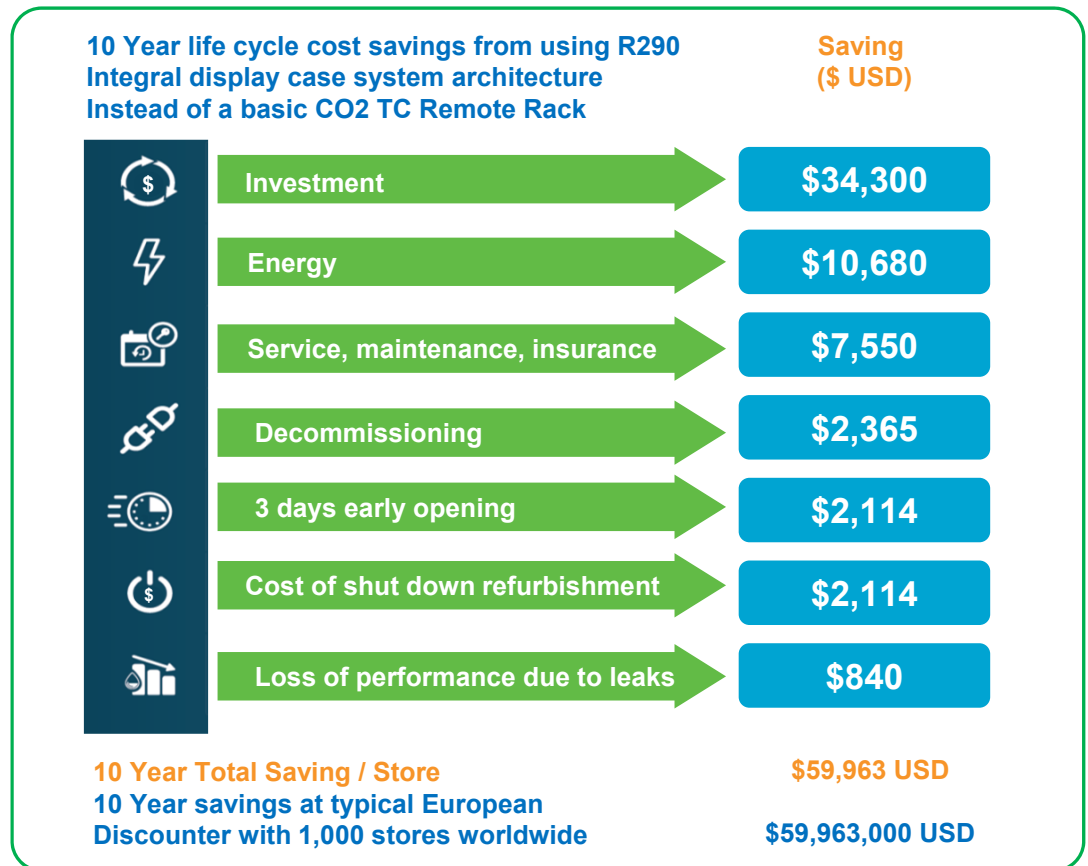 10 Year life cycle cost savings from using R290
Integral display case system architecture
Instead of a basic CO2 TC Remote Rack
Saving
($ USD)
$
Investment
$34,300
Energy
$10,680
Service, maintenance, insurance
$7,550
Decommissioning
$2,365
3 days early opening
$2,114
$
Cost of shut down refurbishment
$2,114
Loss of performance due to leaks
$840
10 Year Total Saving / Store
$59,963 USD
10 Year savings at typical European
Discounter with 1,000 stores worldwide
$59,963,000 USD